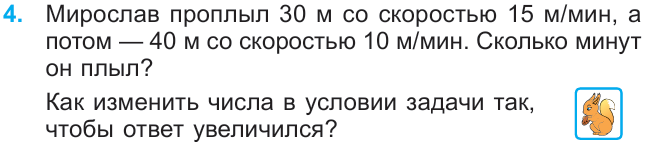 4. Мирослав проплыл 30 м со скоростью 15 м/мин, а
потом — 40 м со скоростью 10 м/мин. Сколько минут
он плыл?
Как изменить числа в условии задачи так,
чтобы ответ увеличился?